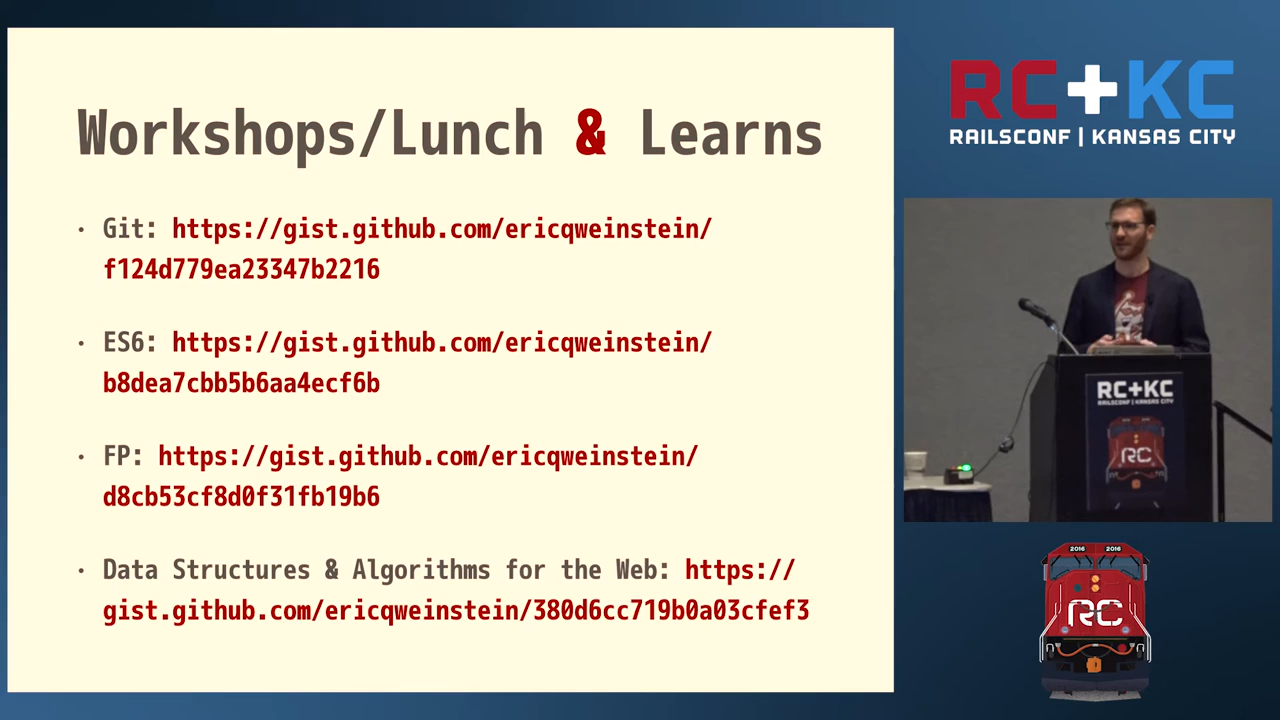 Workshops/Lunch & Learns
• Git: https://gist.github.com/ericqweinstein/
f124d779ea23347b2216
• ES6: https://gist.github.com/ericqweinstein/
b8dea7cbb5b6aa4ecf6b
• FP: https://gist.github.com/ericqweinstein/
d8cb53cf8d0f31fb19b6
• Data Structures & Algorithms for the Web: https://
gist.github.com/ericqweinstein/380d6cc719b0a03cfef3
RC+KC
RAILSCONF | KANSAS CITY
RC+KC
RAILSCONF | KANSAS CITY
RC
2016 2016
RC